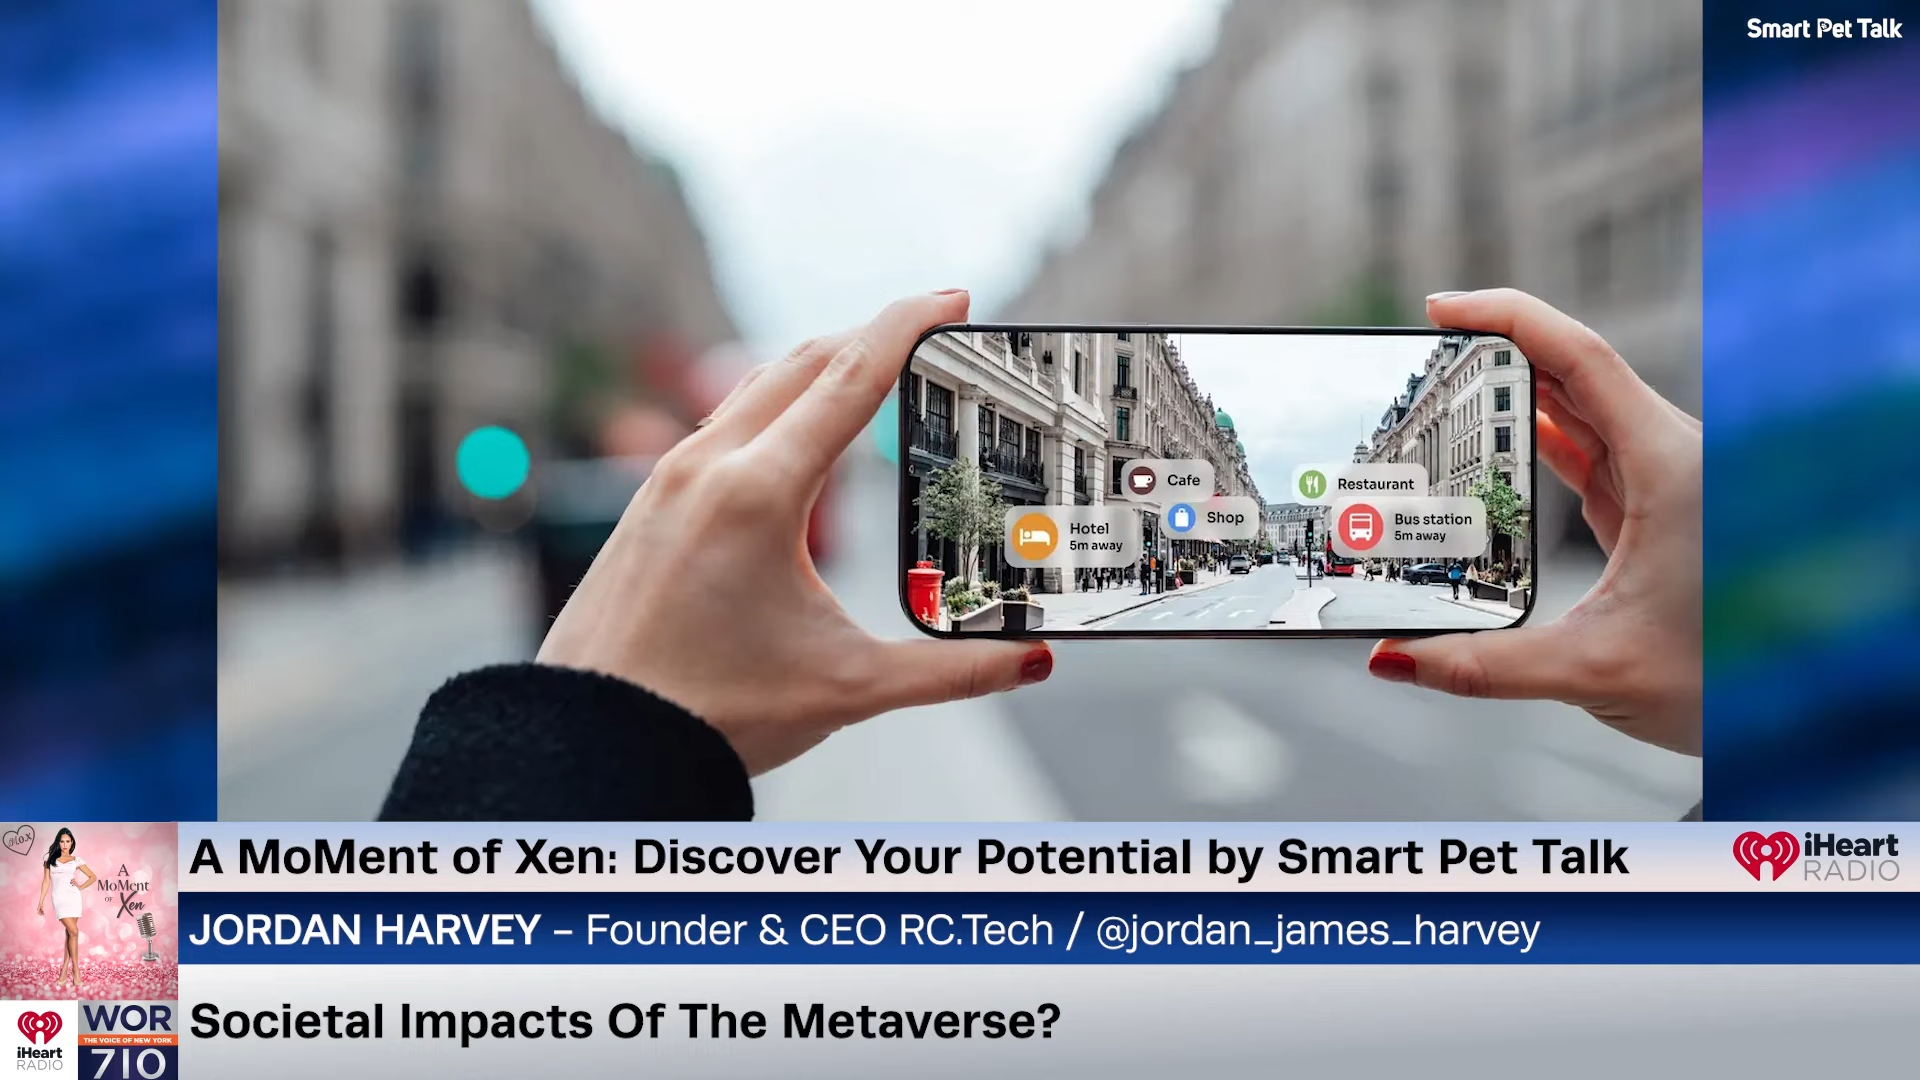 Smart Pet Talk
Cafe
Restaurant
Shop
Hotel
5m away
Bus station
5m away
A MoMent of Xen: Discover Your Potential by Smart Pet Talk
iHeart
RADIO
JORDAN HARVEY – Founder & CEO RC.Tech / @jordan_james_harvey
M.O.X
A
MoMent
OF Xen
Societal Impacts Of The Metaverse?
iHeart
RADIO
WOR
THE VOICE OF NEW YORK
710